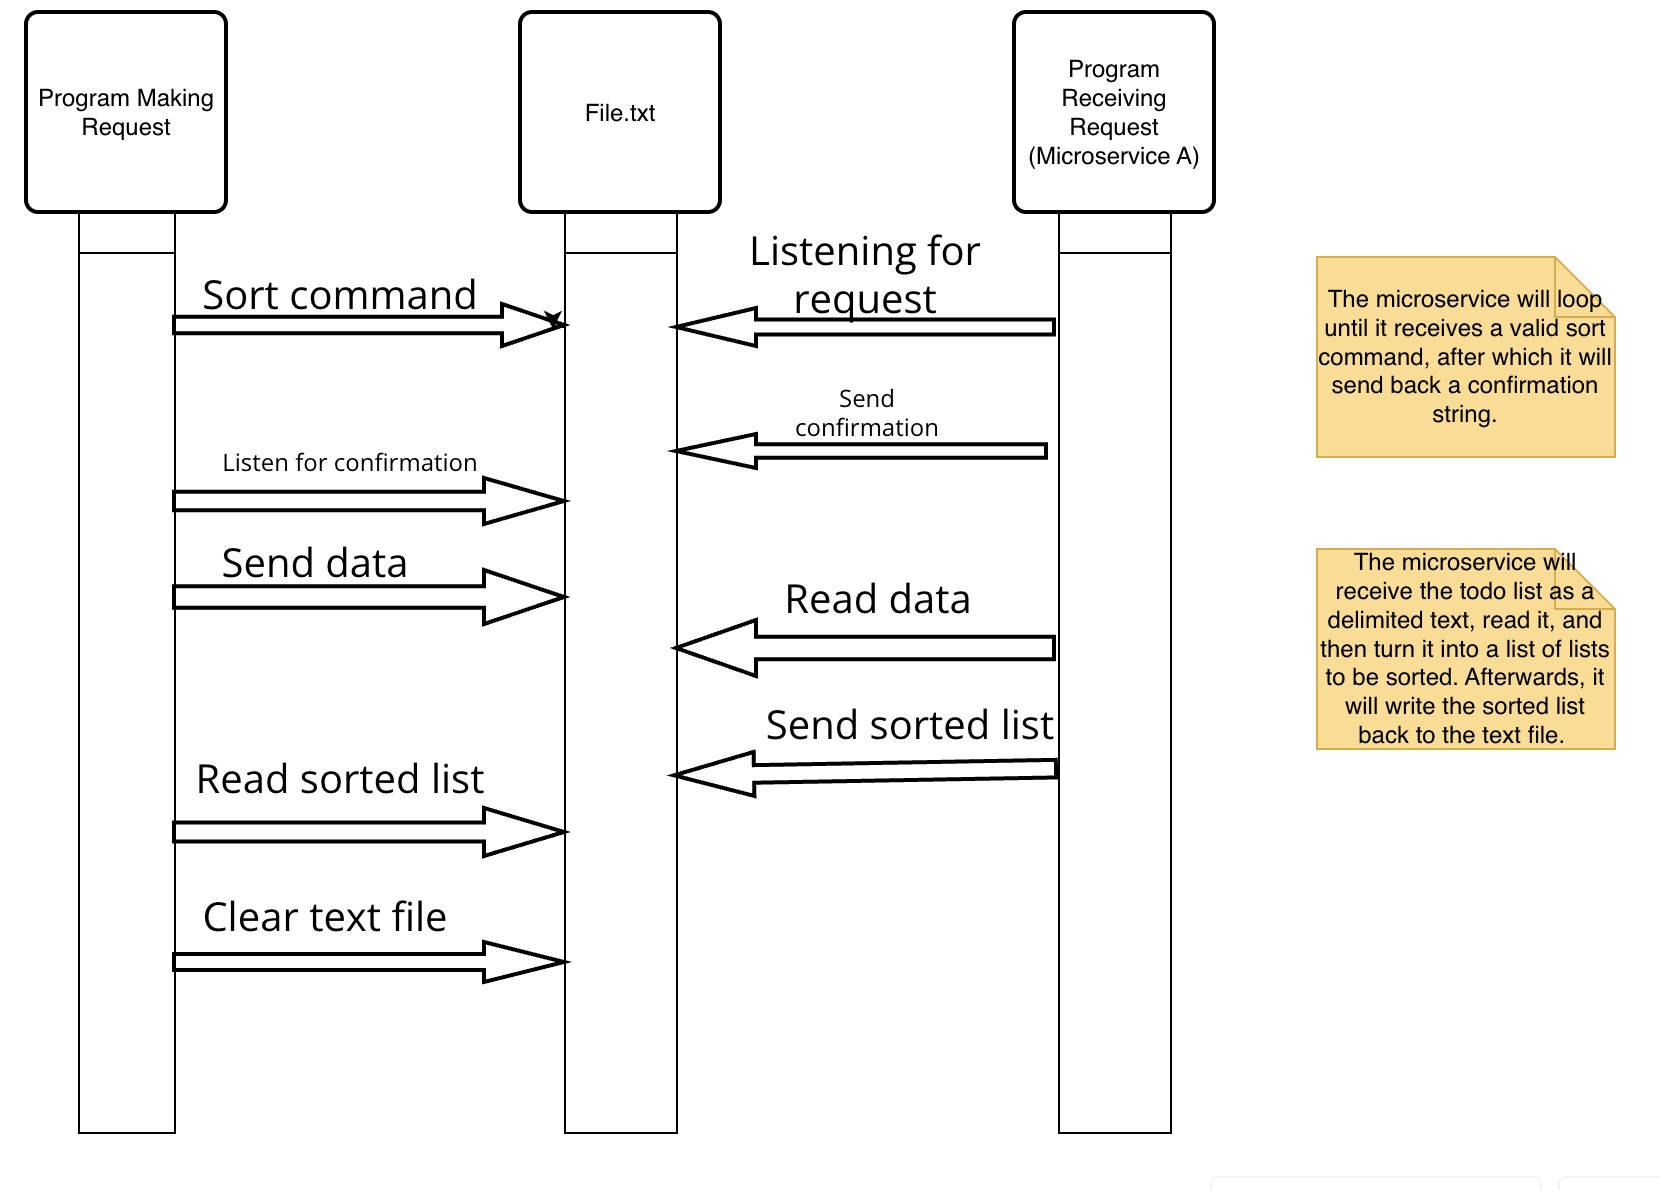 Program Making
Request
File.txt
Program
Receiving
Request
(Microservice A)
Sort command
Listening for
request
The microservice will loop
until it receives a valid sort
command, after which it will
send back a confirmation
string.
Send
confirmation
Listen for confirmation
Send data
Read data
The microservice will
receive the todo list as a
delimited text, read it, and
then turn it into a list of lists
to be sorted. Afterwards, it
will write the sorted list
back to the text file.
Send sorted list
Read sorted list
Clear text file